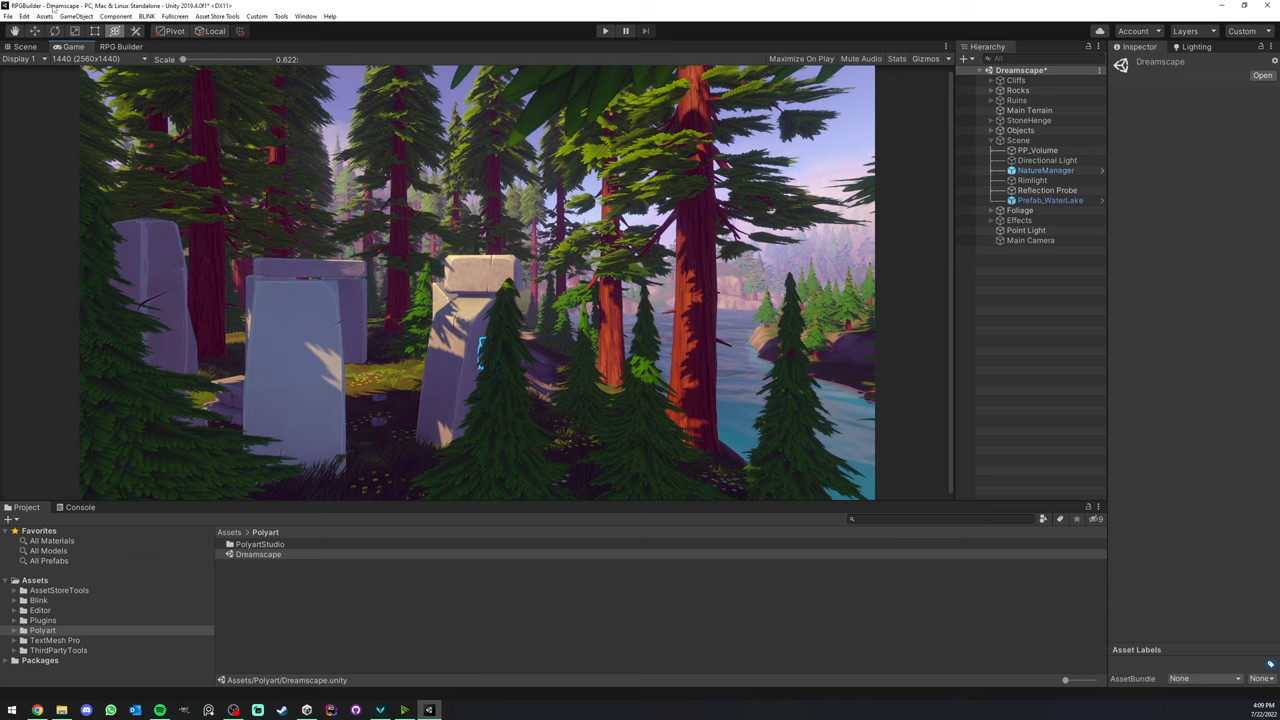 RPGBuilder - Dreamscape - PC, Mac & Linux Standalone - Unity 2019.4.0f1* <DX11>
File Edit Assets GameObject Component BLINK Fullscreen Asset Store Tools Custom Tools Window Help
Pivot Local Account Layers Custom
Scene Game RPG Builder
Display 1 1440 (2560x1440) Scale 0.622: Maximize On Play Mute Audio Stats Gizmos
Hierarchy
All
Dreamscape*
Cliffs
Rocks
Ruins
Main Terrain
StoneHenge
Objects
Scene
PP_Volume
Directional Light
NatureManager
Rimlight
Reflection Probe
Prefab_WaterLake
Foliage
Effects
Point Light
Main Camera
Inspector Lighting
Dreamscape
Open
Project Console
Favorites
All Materials
All Models
All Prefabs
Assets
AssetStoreTools
Blink
Editor
Plugins
Polyart
TextMesh Pro
ThirdPartyTools
Packages
9
Assets > Polyart
PolyartStudio
Dreamscape
Assets/Polyart/Dreamscape.unity
Asset Labels
AssetBundle None None
4:09 PM
7/22/2022